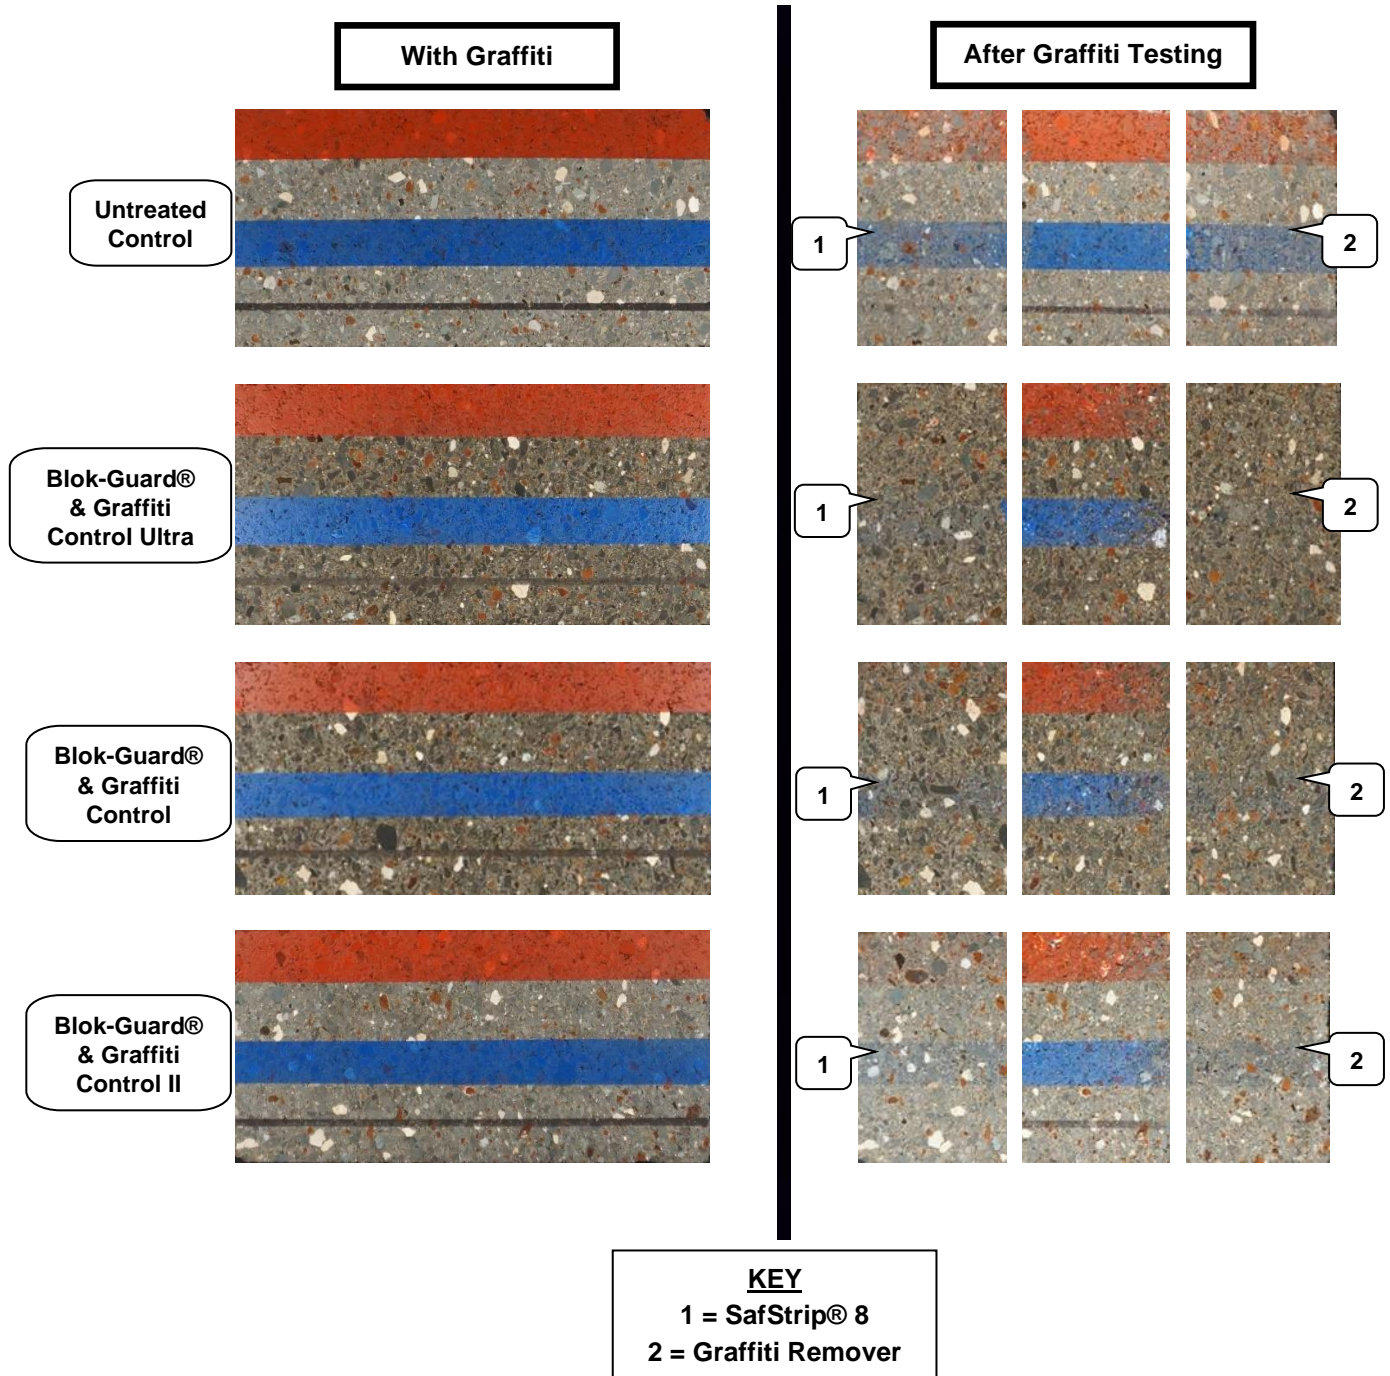 With Graffiti
After Graffiti Testing
Untreated
Control
1
2
Blok-Guard®
& Graffiti
Control Ultra
1
2
Blok-Guard®
& Graffiti
Control
1
2
Blok-Guard®
& Graffiti
Control II
1
2
KEY
1 = SafStrip® 8
2 = Graffiti Remover